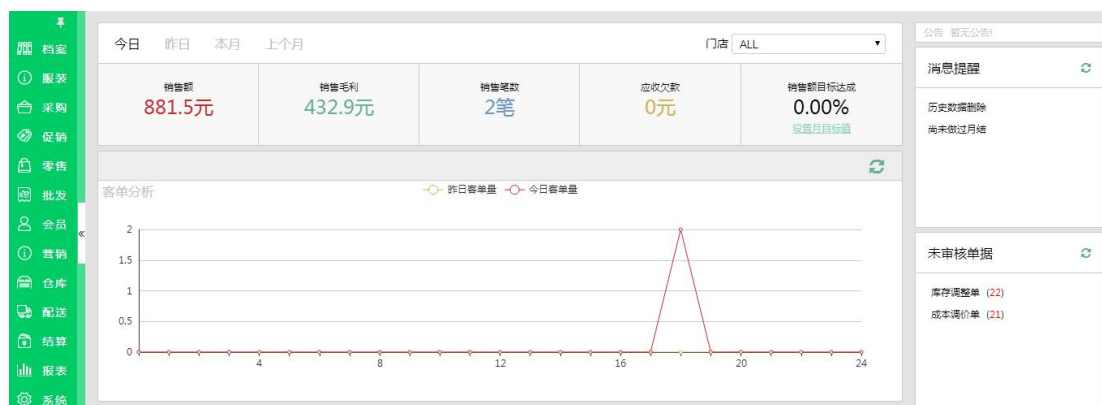 档案
服装
采购
促销
零售
批发
会员
营销
仓库
配送
结算
报表
系统
«
今日 昨日 本月 上个月 门店 ALL
销售额 销售毛利 销售笔数 应收欠款 销售额目标达成
881.5元 432.9元 2笔 0元 0.00%
设置月目标值
客单分析 昨日客单量 今日客单量
2
1.5
1
0.5
0
4 8 12 16 20 24
公告 暂无公告!
消息提醒
历史数据删除
尚未做过月结
未审核单据
库存调整单 (22)
成本调价单 (21)